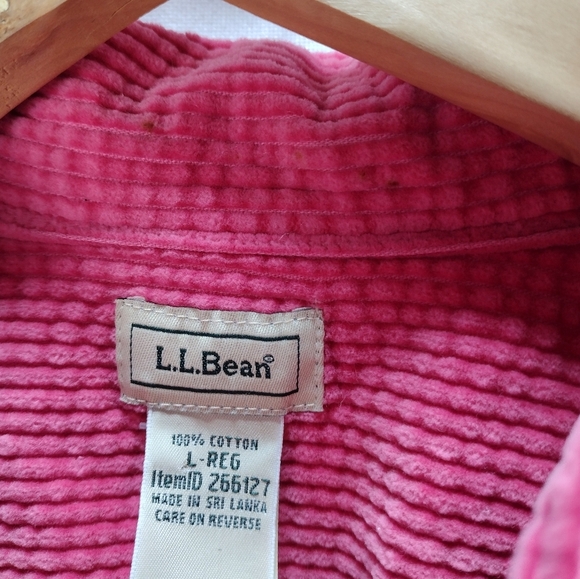 L.L.Bean®
100% COTTON
L-REG
ItemID 266127
MADE IN SRI LANKA
CARE ON REVERSE